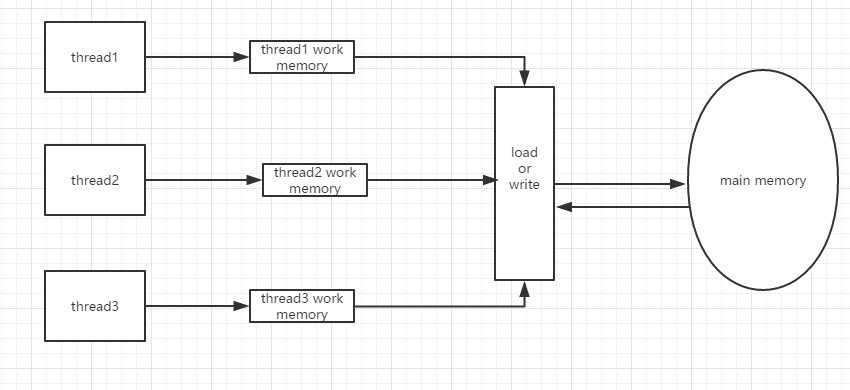 thread1
thread1 work
memory
thread2
thread2 work
memory
load
or
write
main memory
thread3
thread3 work
memory